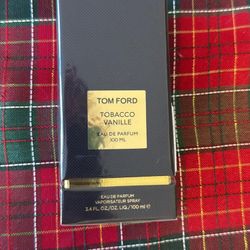 TOM FORD
TOBACCO
VANILLE
EAU DE PARFUM
100 ML
EAU DE PARFUM
VAPORISATEUR SPRAY
3.4 FL.OZ./OZ. LIQ./100 ml ℮